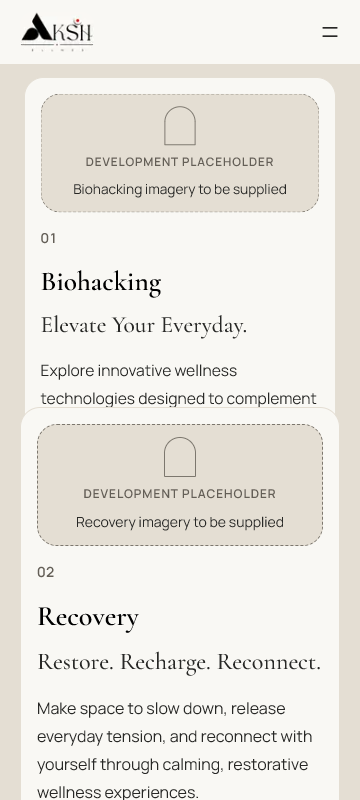 AKSH
DEVELOPMENT PLACEHOLDER
Biohacking imagery to be supplied
01
Biohacking
Elevate Your Everyday.
Explore innovative wellness
technologies designed to complement
DEVELOPMENT PLACEHOLDER
Recovery imagery to be supplied
02
Recovery
Restore. Recharge. Reconnect.
Make space to slow down, release
everyday tension, and reconnect with
yourself through calming, restorative
wellness experiences.